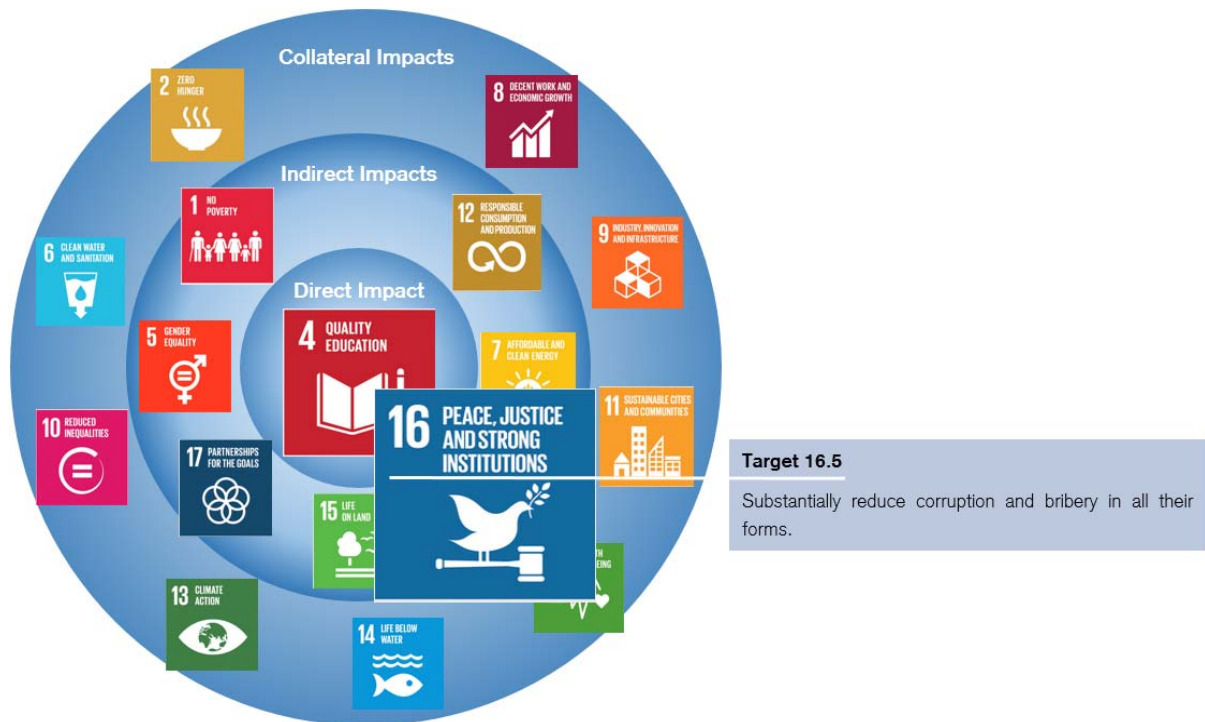 Collateral Impacts
2 ZERO
HUNGER
8 DECENT WORK AND
ECONOMIC GROWTH
Indirect Impacts
1 NO
POVERTY
12 RESPONSIBLE
CONSUMPTION
AND PRODUCTION
9 INDUSTRY, INNOVATION
AND INFRASTRUCTURE
6 CLEAN WATER
AND SANITATION
Direct Impact
4 QUALITY
EDUCATION
5 GENDER
EQUALITY
7 AFFORDABLE AND
CLEAN ENERGY
16 PEACE, JUSTICE
AND STRONG
INSTITUTIONS
11 SUSTAINABLE CITIES
AND COMMUNITIES
10 REDUCED
INEQUALITIES
17 PARTNERSHIPS
FOR THE GOALS
Target 16.5
Substantially reduce corruption and bribery in all their
forms.
15 LIFE
ON LAND
13 CLIMATE
ACTION
14 LIFE BELOW
WATER